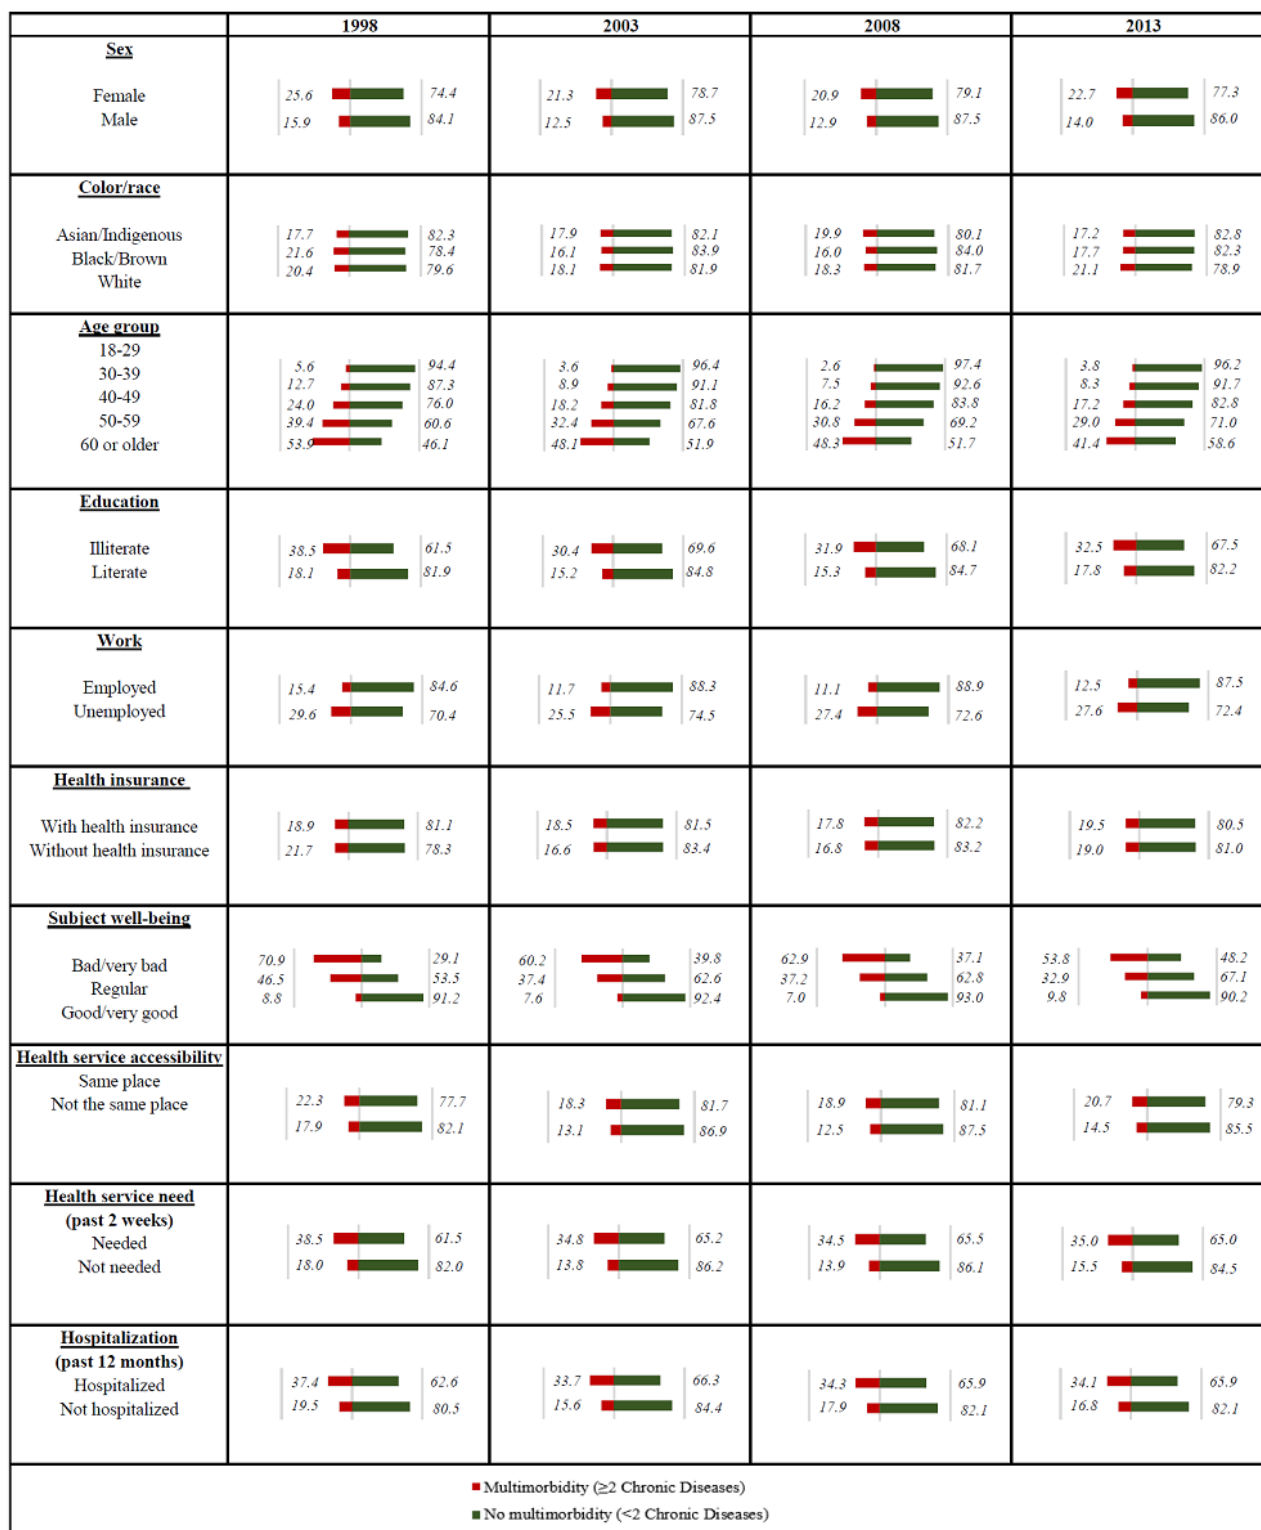 1998 2003 2008 2013
Sex
Female 25.6 74.4 21.3 78.7 20.9 79.1 22.7 77.3
Male 15.9 84.1 12.5 87.5 12.9 87.5 14.0 86.0
Color/race
Asian/Indigenous 17.7 82.3 17.9 82.1 19.9 80.1 17.2 82.8
Black/Brown 21.6 78.4 16.1 83.9 16.0 84.0 17.7 82.3
White 20.4 79.6 18.1 81.9 18.3 81.7 21.1 78.9
Age group
18-29 5.6 94.4 3.6 96.4 2.6 97.4 3.8 96.2
30-39 12.7 87.3 8.9 91.1 7.5 92.6 8.3 91.7
40-49 24.0 76.0 18.2 81.8 16.2 83.8 17.2 82.8
50-59 39.4 60.6 32.4 67.6 30.8 69.2 29.0 71.0
60 or older 53.9 46.1 48.1 51.9 48.3 51.7 41.4 58.6
Education
Illiterate 38.5 61.5 30.4 69.6 31.9 68.1 32.5 67.5
Literate 18.1 81.9 15.2 84.8 15.3 84.7 17.8 82.2
Work
Employed 15.4 84.6 11.7 88.3 11.1 88.9 12.5 87.5
Unemployed 29.6 70.4 25.5 74.5 27.4 72.6 27.6 72.4
Health insurance
With health insurance 18.9 81.1 18.5 81.5 17.8 82.2 19.5 80.5
Without health insurance 21.7 78.3 16.6 83.4 16.8 83.2 19.0 81.0
Subject well-being
Bad/very bad 70.9 29.1 60.2 39.8 62.9 37.1 53.8 48.2
Regular 46.5 53.5 37.4 62.6 37.2 62.8 32.9 67.1
Good/very good 8.8 91.2 7.6 92.4 7.0 93.0 9.8 90.2
Health service accessibility
Same place 22.3 77.7 18.3 81.7 18.9 81.1 20.7 79.3
Not the same place 17.9 82.1 13.1 86.9 12.5 87.5 14.5 85.5
Health service need
(past 2 weeks)
Needed 38.5 61.5 34.8 65.2 34.5 65.5 35.0 65.0
Not needed 18.0 82.0 13.8 86.2 13.9 86.1 15.5 84.5
Hospitalization
(past 12 months)
Hospitalized 37.4 62.6 33.7 66.3 34.3 65.9 34.1 65.9
Not hospitalized 19.5 80.5 15.6 84.4 17.9 82.1 16.8 82.1
Multimorbidity (≥2 Chronic Diseases)
No multimorbidity (<2 Chronic Diseases)